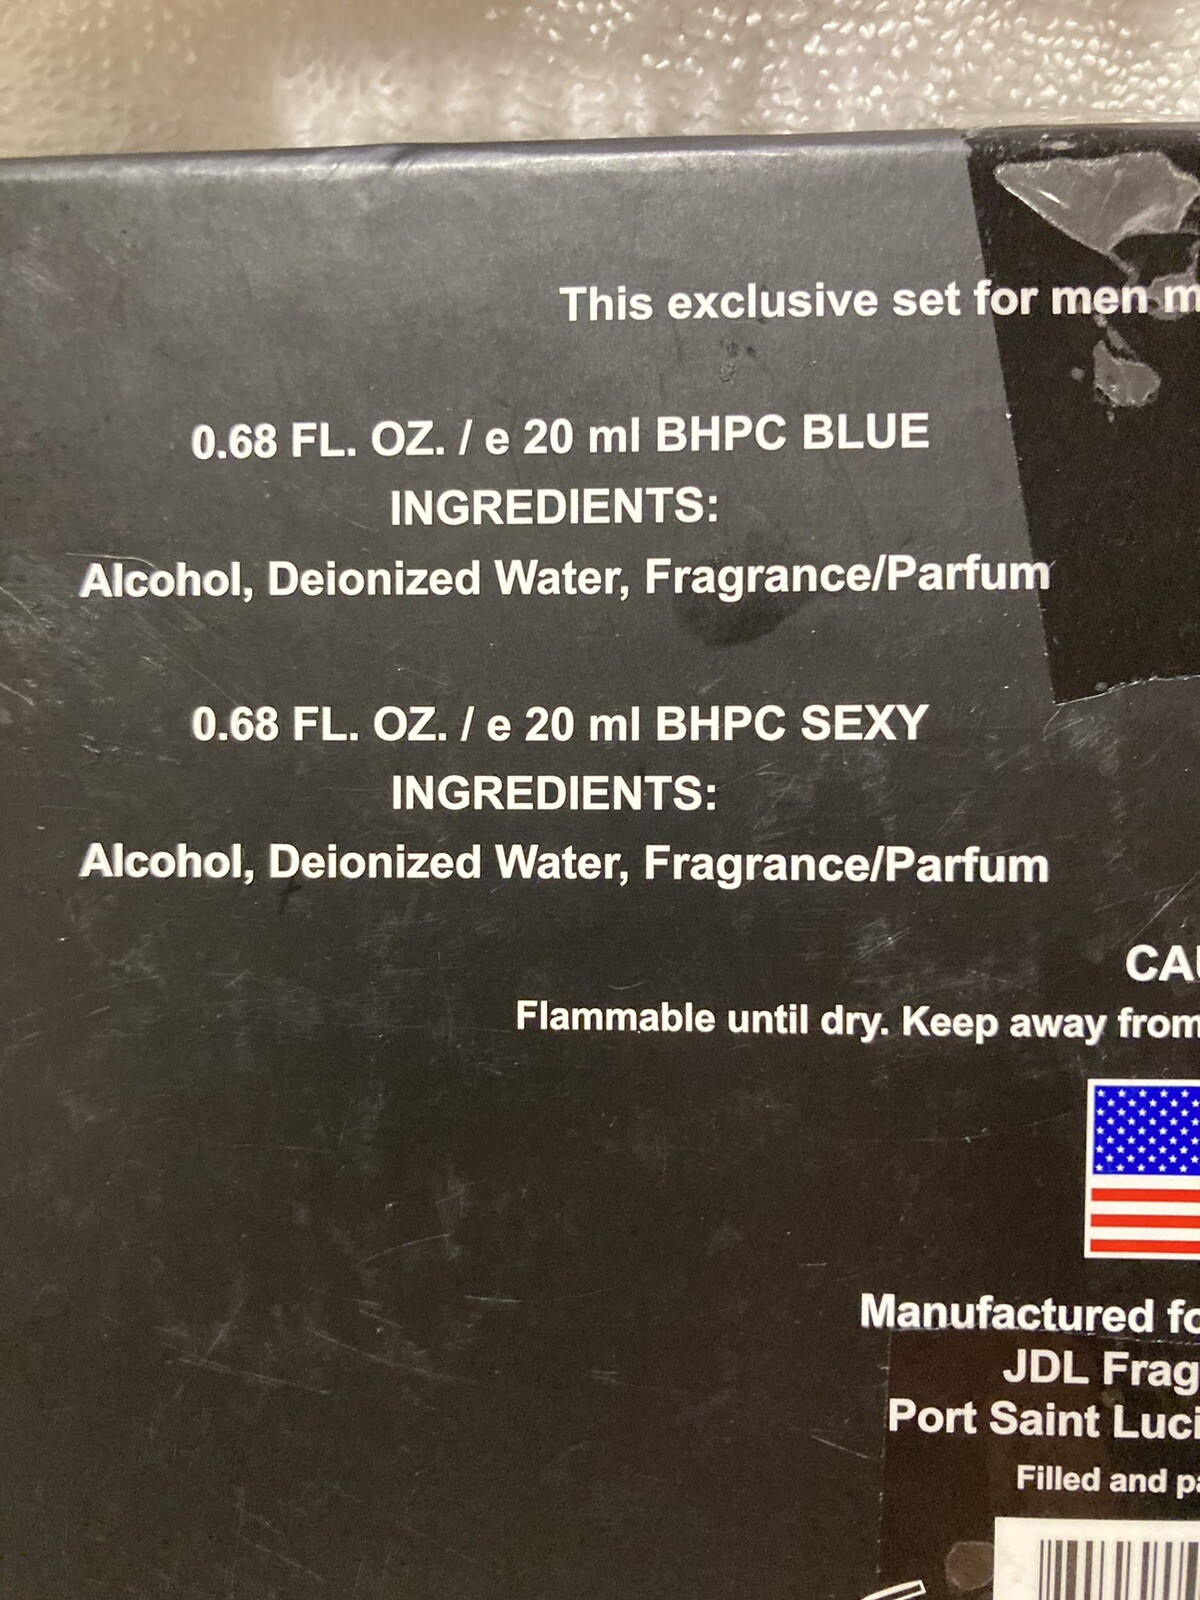 This exclusive set for men
0.68 FL. OZ. / e 20 ml BHPC BLUE
INGREDIENTS:
Alcohol, Deionized Water, Fragrance/Parfum
0.68 FL. OZ. / e 20 ml BHPC SEXY
INGREDIENTS:
Alcohol, Deionized Water, Fragrance/Parfum
Flammable until dry. Keep away from
Manufactured
JDL
Port Saint
Filled and